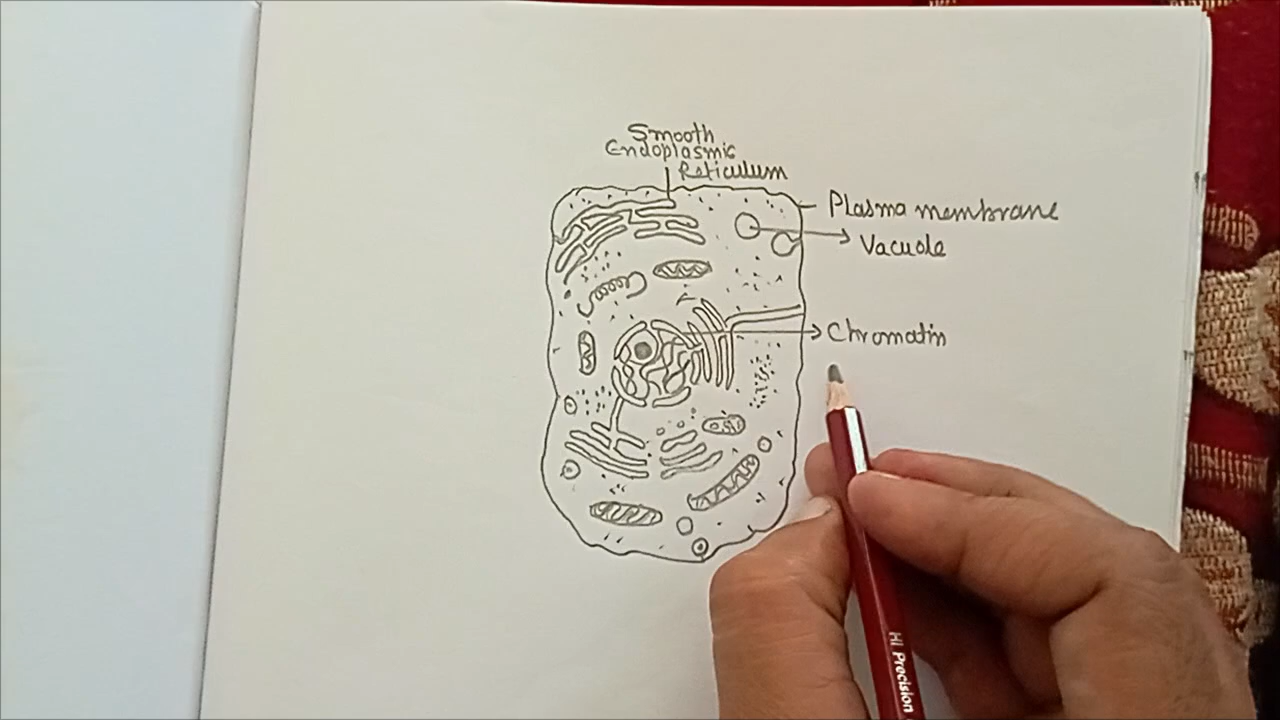 Smooth
Endoplasmic
Reticulum
Plasma membrane
Vacuole
Chromatin
Hi Precision